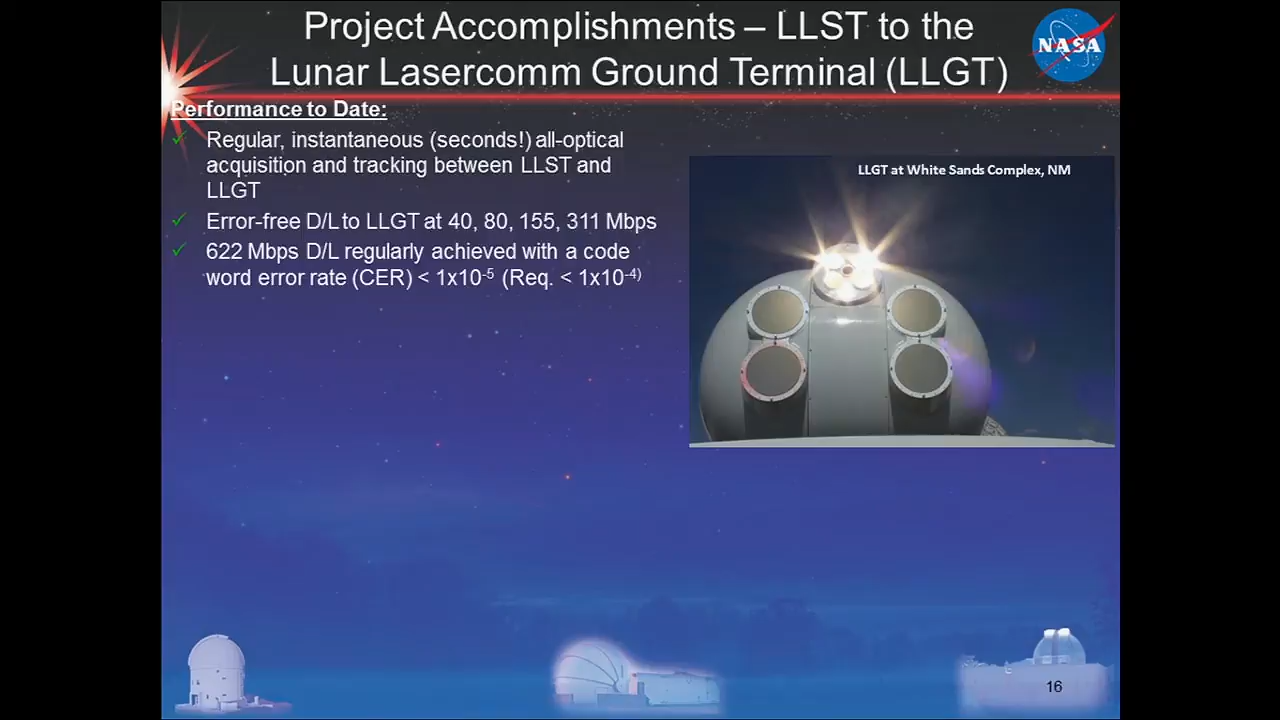 Project Accomplishments – LLST to the
Lunar Lasercomm Ground Terminal (LLGT)
NASA
Performance to Date:
✓ Regular, instantaneous (seconds!) all-optical
acquisition and tracking between LLST and
LLGT
✓ Error-free D/L to LLGT at 40, 80, 155, 311 Mbps
✓ 622 Mbps D/L regularly achieved with a code
word error rate (CER) < 1x10-5 (Req. < 1x10-4)
LLGT at White Sands Complex, NM
16